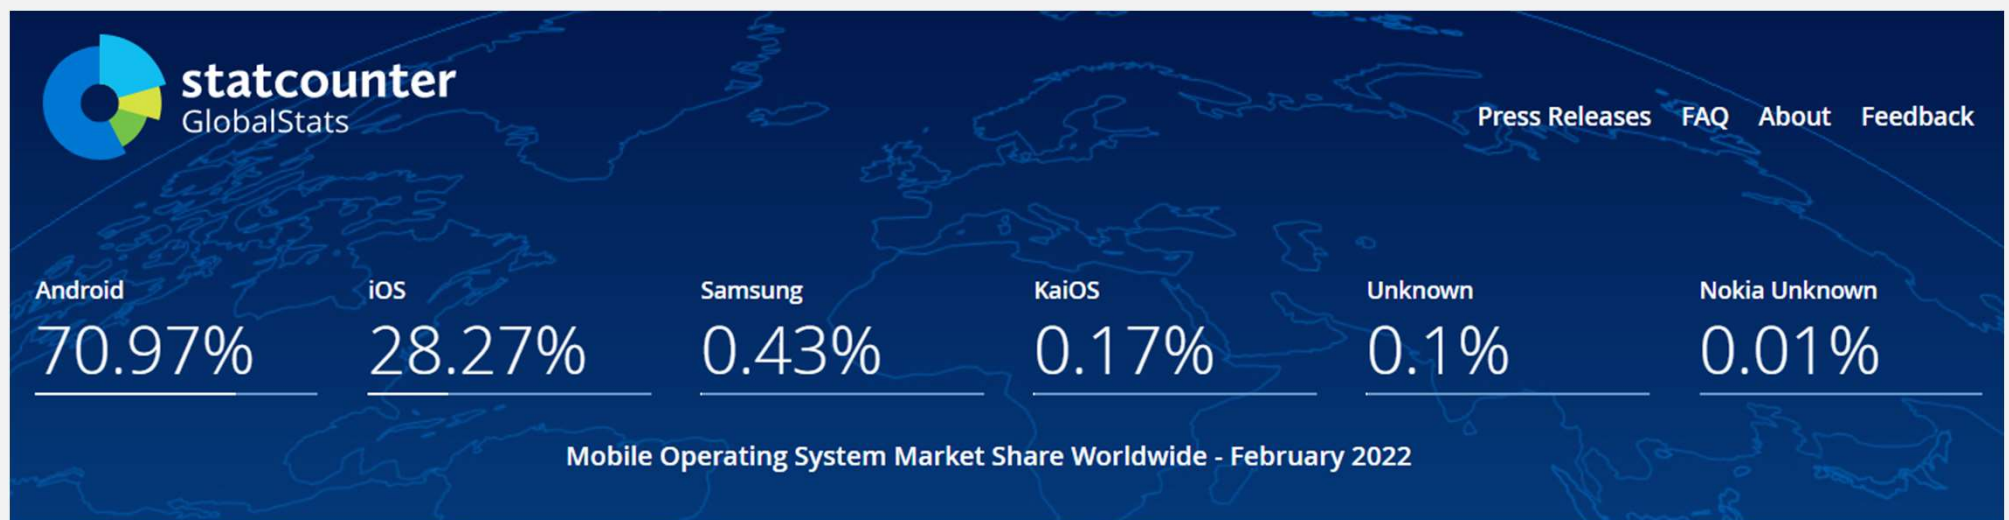 statcounter
GlobalStats
Press Releases FAQ About Feedback
Android iOS Samsung KaiOS Unknown Nokia Unknown
70.97% 28.27% 0.43% 0.17% 0.1% 0.01%
Mobile Operating System Market Share Worldwide - February 2022